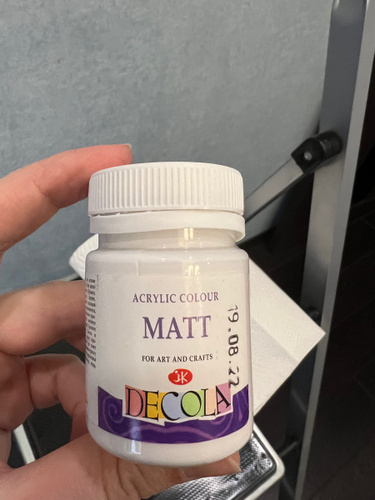 ACRYLIC COLOUR
MATT
FOR ART AND CRAFTS
DECOLA
19.08.22